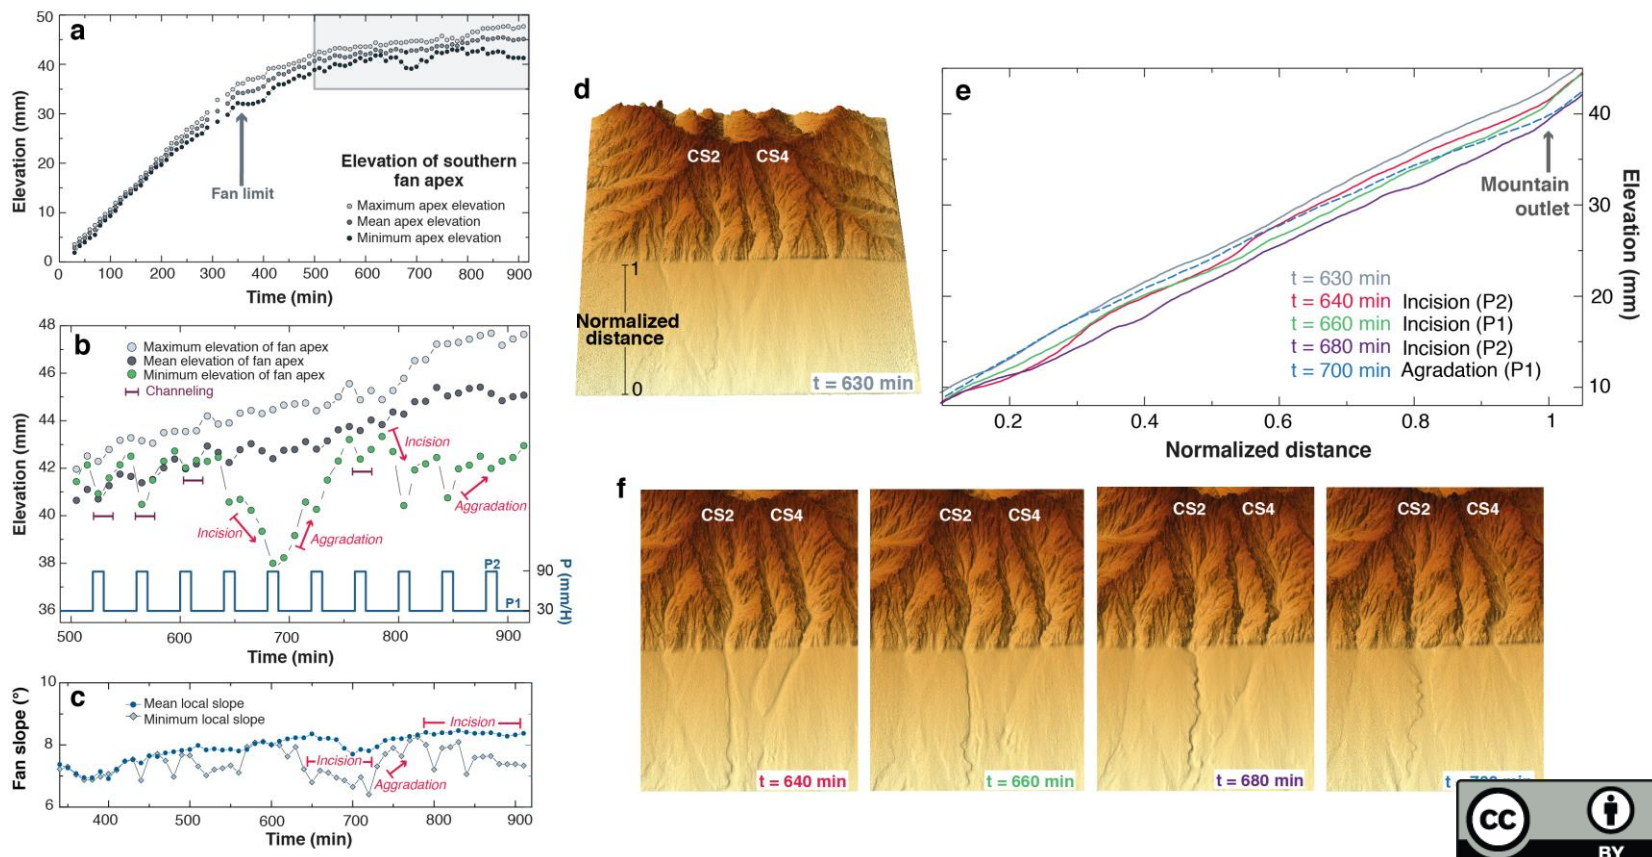 a
50
40
30
20
10
0
Elevation (mm)
Fan limit
Elevation of southern
fan apex
Maximum apex elevation
Mean apex elevation
Minimum apex elevation
0 100 200 300 400 500 600 700 800 900
Time (min)
b
48
46
44
42
40
38
36
Elevation (mm)
Maximum elevation of fan apex
Mean elevation of fan apex
Minimum elevation of fan apex
Channeling
Incision
Aggradation
Incision
Aggradation
P2
P1
90
30
P (mm/H)
500 600 700 800 900
Time (min)
c
10
8
6
Fan slope (°)
Mean local slope
Minimum local slope
Incision
Incision
Aggradation
400 500 600 700 800 900
Time (min)
d
CS2 CS4
1
Normalized
distance
0
t = 630 min
e
40
30
20
10
Elevation (mm)
Mountain
outlet
t = 630 min
t = 640 min Incision (P2)
t = 660 min Incision (P1)
t = 680 min Incision (P2)
t = 700 min Agradation (P1)
0.2 0.4 0.6 0.8 1
Normalized distance
f
CS2 CS4
t = 640 min
CS2 CS4
t = 660 min
CS2 CS4
t = 680 min
CS2 CS4
cc
BY